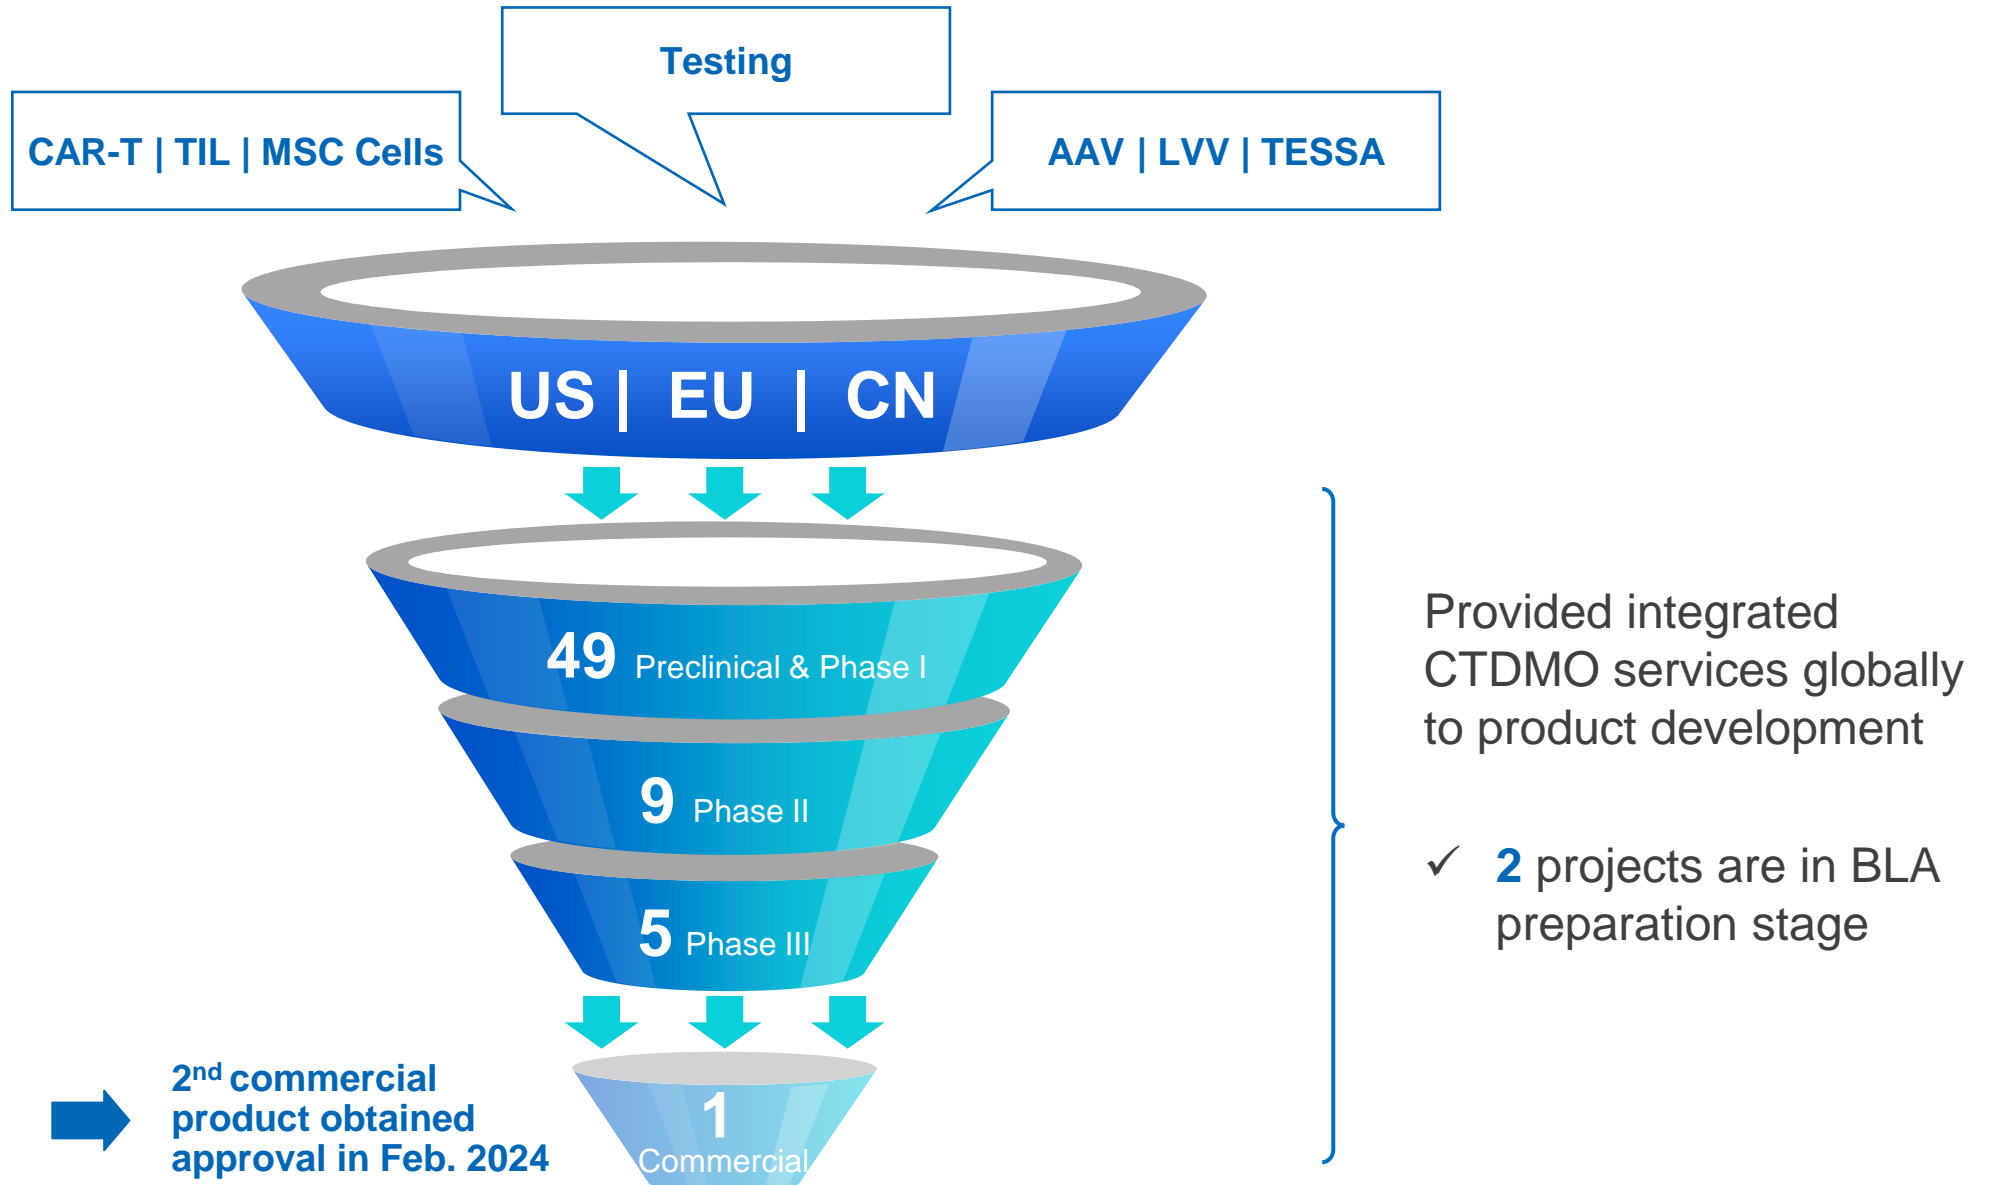 Testing
CAR-T | TIL | MSC Cells
AAV | LVV | TESSA
US | EU | CN
49 Preclinical & Phase I
9 Phase II
5 Phase III
1
Commercial
2nd commercial
product obtained
approval in Feb. 2024
Provided integrated
CTDMO services globally
to product development
✓ 2 projects are in BLA
preparation stage